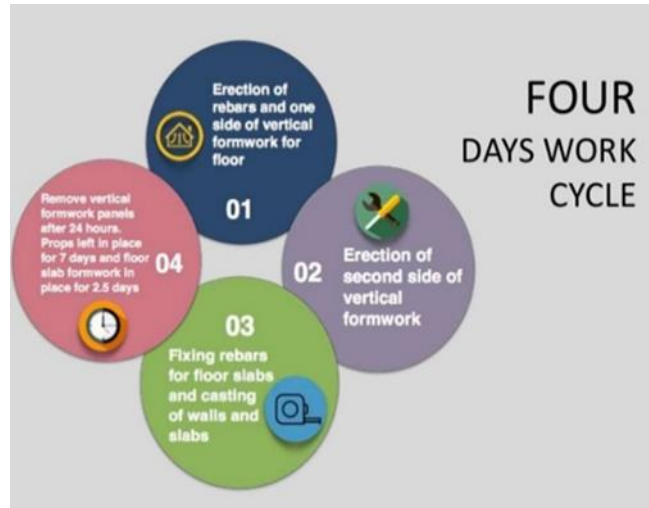 FOUR
DAYS WORK
CYCLE
Erection of
rebars and one
side of vertical
formwork for
floor
01
02
Erection of
second side of
vertical
formwork
03
Fixing rebars
for floor slabs
and casting
of walls and
slabs
Remove vertical
formwork panels
after 24 hours.
Props left in place
for 7 days and floor
slab formwork in
place for 2.5 days
04